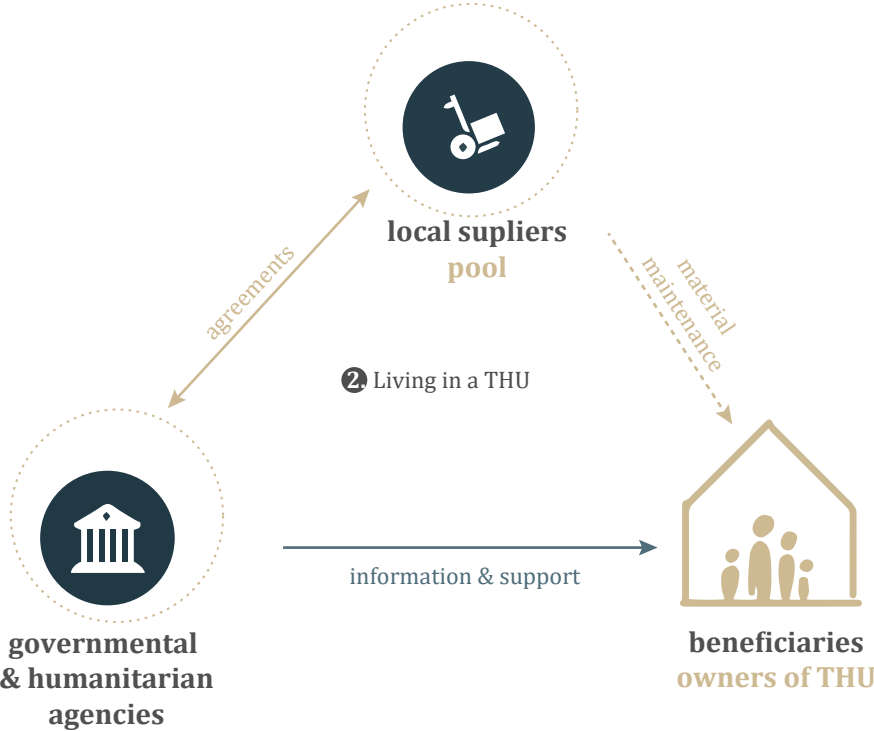 local supliers
pool
agreements
material
maintenance
2. Living in a THU
information & support
governmental
& humanitarian
agencies
beneficiaries
owners of THU